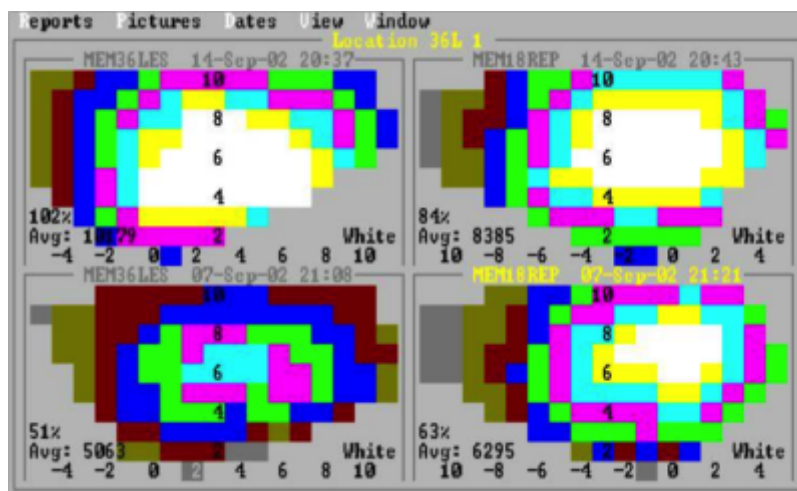 Reports Pictures Dates View Window
Location 36L 1
MEM36LES 14-Sep-02 20:37
10
8
6
4
102%
Avg: 10179 2 White
-4 -2 0 2 4 6 8 10
MEM18REP 14-Sep-02 20:43
10
8
6
4
84%
Avg: 8385 2 White
10 -8 -6 -4 -2 0 2 4
MEM36LES 07-Sep-02 21:08
10
8
6
4
51%
Avg: 5063 2 White
-4 -2 0 2 4 6 8 10
MEM18REP 07-Sep-02 21:21
10
8
6
4
63%
Avg: 6295 2 White
10 -8 -6 -4 -2 0 2 4